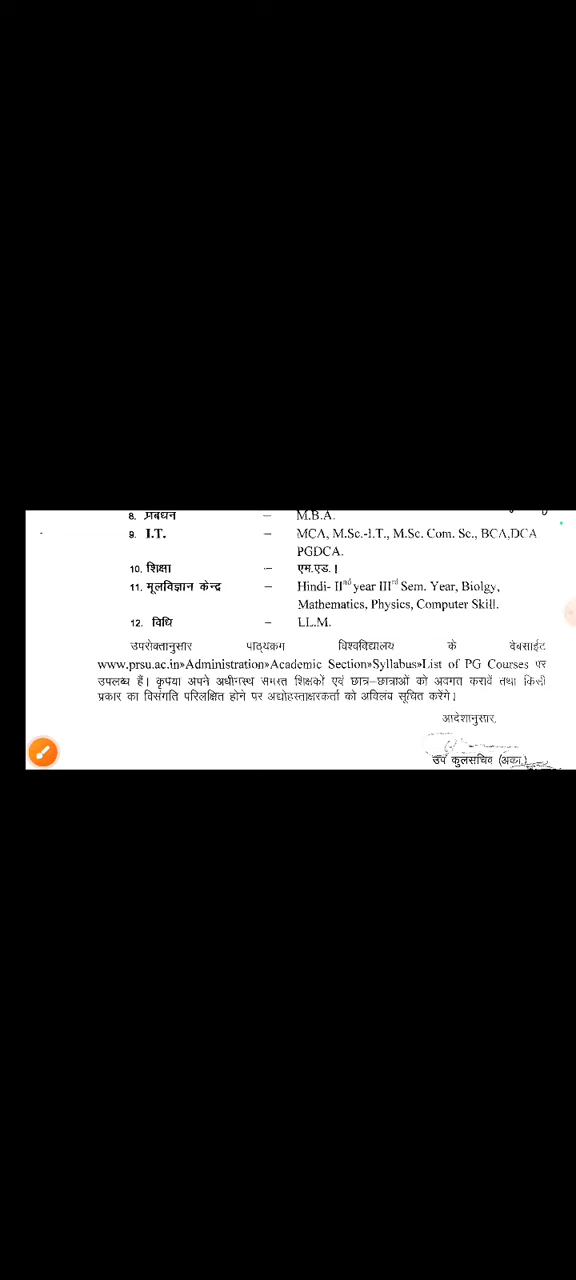 8. प्रबंधन – M.B.A.
9. I.T. – MCA, M.Sc.-I.T., M.Sc. Com. Sc., BCA,DCA
PGDCA.
10. शिक्षा – एम.एड.।
11. मूलविज्ञान केन्द्र – Hindi- IInd year IIIrd Sem. Year, Biolgy,
Mathematics, Physics, Computer Skill.
12. विधि – LL.M.
उपरोक्तानुसार पाठ्यक्रम विश्वविद्यालय के वेबसाईट
www.prsu.ac.in»Administration»Academic Section»Syllabus»List of PG Courses पर
उपलब्ध हैं। कृपया अपने अधीनस्थ समस्त शिक्षकों एवं छात्र-छात्राओं को अवगत करावें तथा किसी
प्रकार का विसंगति परिलक्षित होने पर अद्योहस्ताक्षरकर्ता को अविलंब सूचित करेंगे।
आदेशानुसार,
उप कुलसचिव (अका.)